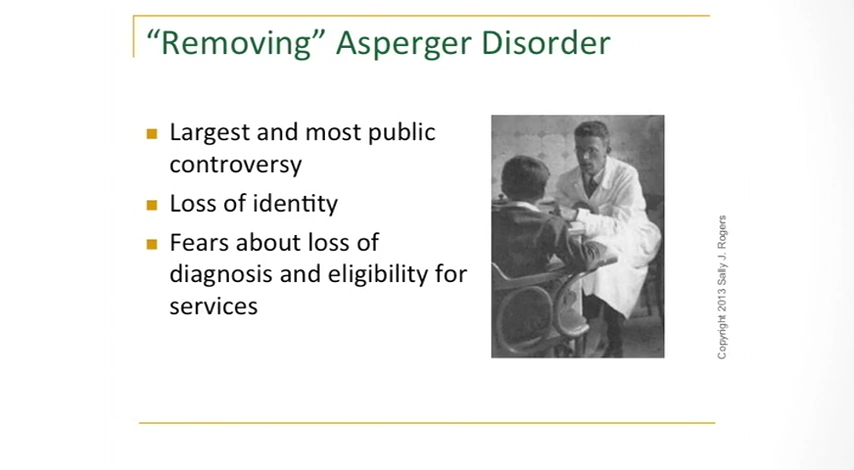 “Removing” Asperger Disorder
Largest and most public
controversy
Loss of identity
Fears about loss of
diagnosis and eligibility for
services
Copyright 2013 Sally J. Rogers